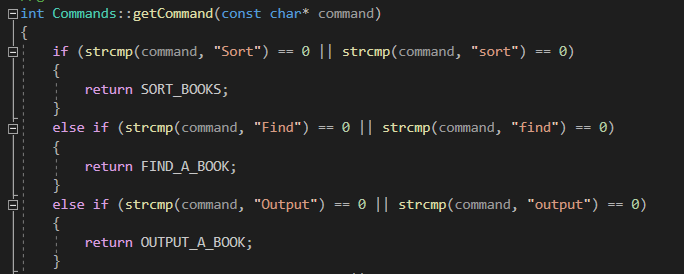 int Commands::getCommand(const char* command)
{
if (strcmp(command, "Sort") == 0 || strcmp(command, "sort") == 0)
{
return SORT_BOOKS;
}
else if (strcmp(command, "Find") == 0 || strcmp(command, "find") == 0)
{
return FIND_A_BOOK;
}
else if (strcmp(command, "Output") == 0 || strcmp(command, "output") == 0)
{
return OUTPUT_A_BOOK;
}